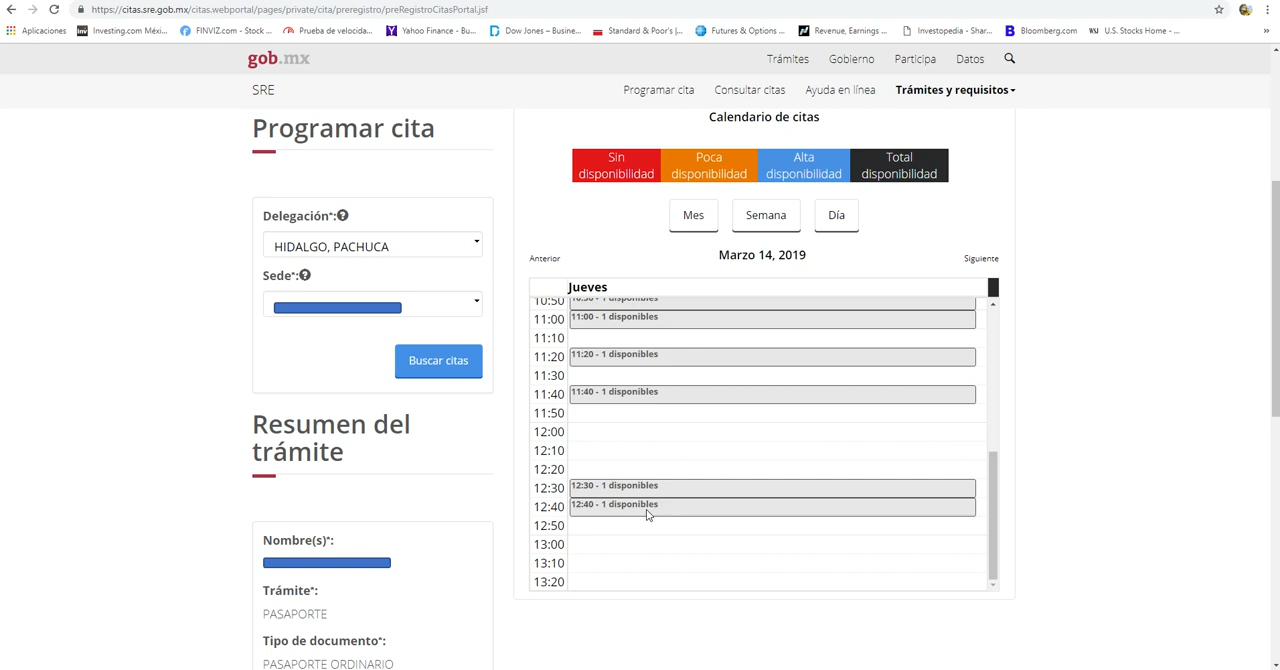 https://citas.sre.gob.mx/citas.webportal/pages/private/cita/preregistro/preRegistroCitasPortal.jsf
Aplicaciones
Investing.com Méxi...
FINVIZ.com - Stock ...
Prueba de velocida...
Yahoo Finance - Bu...
Dow Jones – Busine...
Standard & Poor's |...
Futures & Options ...
Revenue, Earnings ...
Investopedia - Shar...
Bloomberg.com
WSJ U.S. Stocks Home - ...
»
gob.mx
Trámites
Gobierno
Participa
Datos
SRE
Programar cita
Consultar citas
Ayuda en línea
Trámites y requisitos
Programar cita
Delegación*:
HIDALGO, PACHUCA
Sede*:
Buscar citas
Resumen del
trámite
Nombre(s)*:
Trámite*:
PASAPORTE
Tipo de documento*:
PASAPORTE ORDINARIO
Calendario de citas
Sin
disponibilidad
Poca
disponibilidad
Alta
disponibilidad
Total
disponibilidad
Mes
Semana
Día
Anterior
Marzo 14, 2019
Siguiente
Jueves
10:50
10:50 - 1 disponibles
11:00
11:00 - 1 disponibles
11:10
11:20
11:20 - 1 disponibles
11:30
11:40
11:40 - 1 disponibles
11:50
12:00
12:10
12:20
12:30
12:30 - 1 disponibles
12:40
12:40 - 1 disponibles
12:50
13:00
13:10
13:20